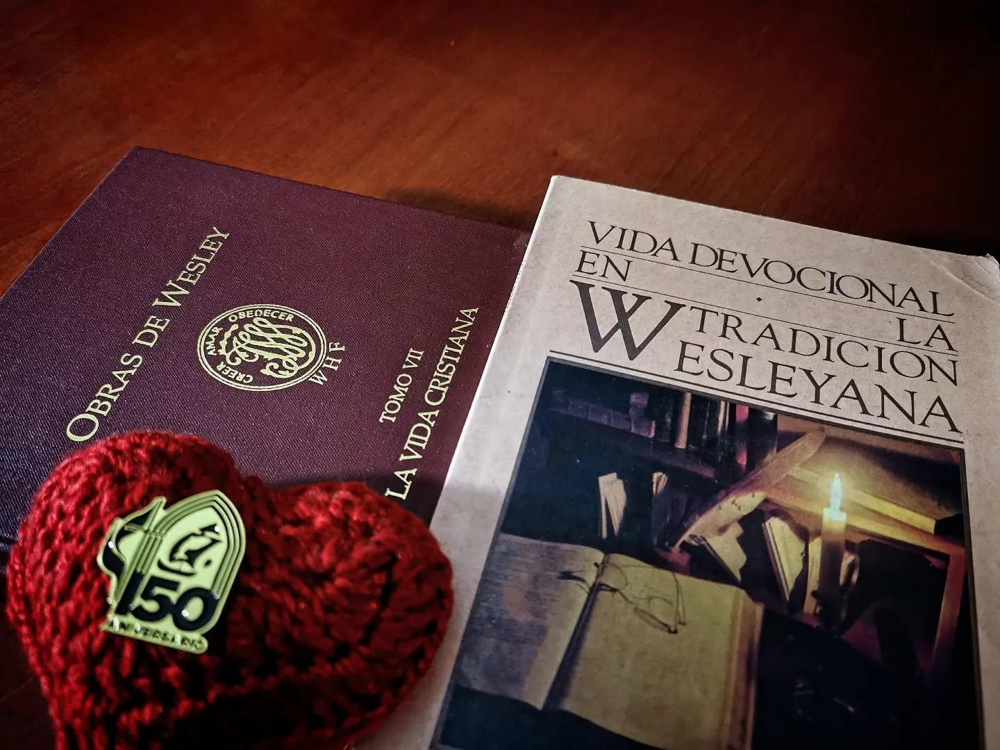 OBRAS DE WESLEY
CREER AMAR OBEDECER
WHF
TOMO VII
LA VIDA CRISTIANA
VIDA DEVOCIONAL
EN LA
TRADICION
WESLEYANA
150
ANIVERSARIO